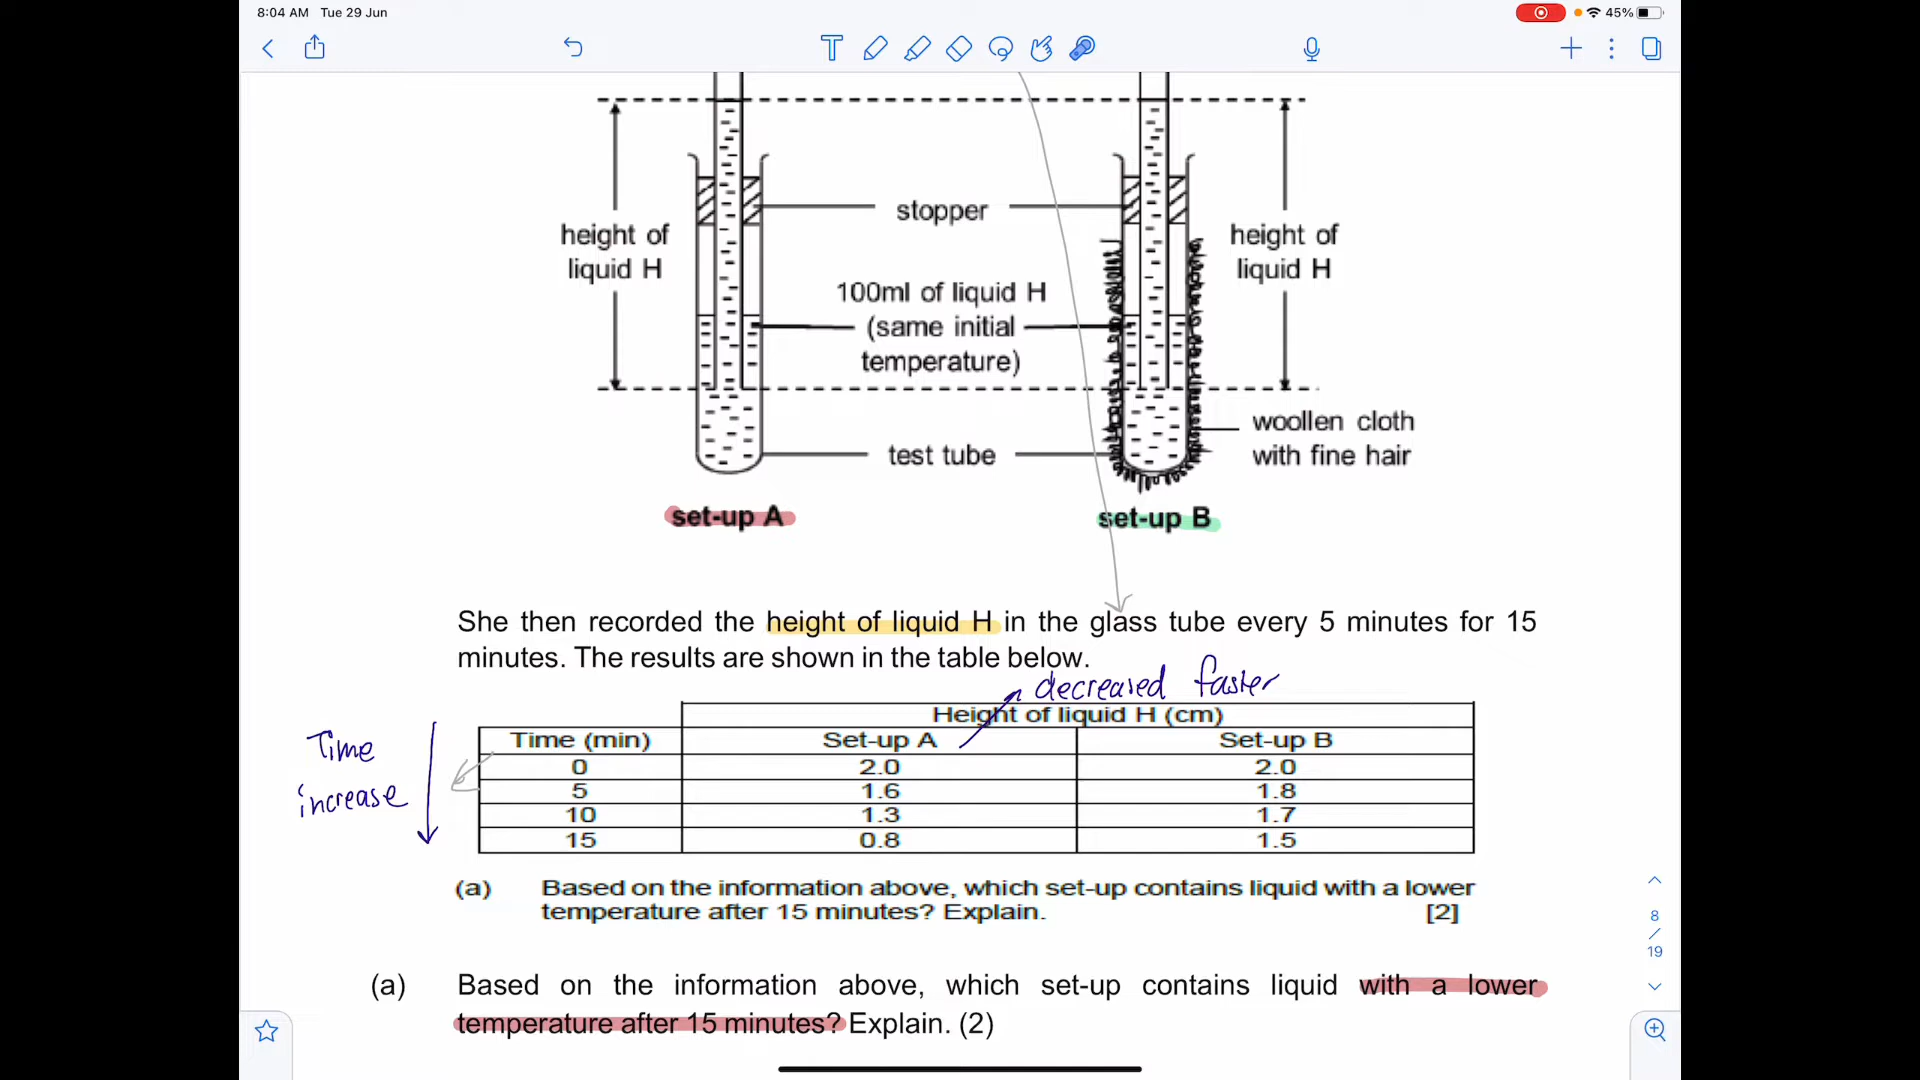 8:04 AM Tue 29 Jun
45%
height of
liquid H
stopper
height of
liquid H
100ml of liquid H
(same initial
temperature)
woollen cloth
with fine hair
test tube
set-up A
set-up B
She then recorded the height of liquid H in the glass tube every 5 minutes for 15
minutes. The results are shown in the table below.
decreased faster
Height of liquid H (cm)
Time (min) Set-up A Set-up B
0 2.0 2.0
5 1.6 1.8
10 1.3 1.7
15 0.8 1.5
Time
increase
(a) Based on the information above, which set-up contains liquid with a lower
temperature after 15 minutes? Explain. [2]
8
/
19
(a) Based on the information above, which set-up contains liquid with a lower
temperature after 15 minutes? Explain. (2)